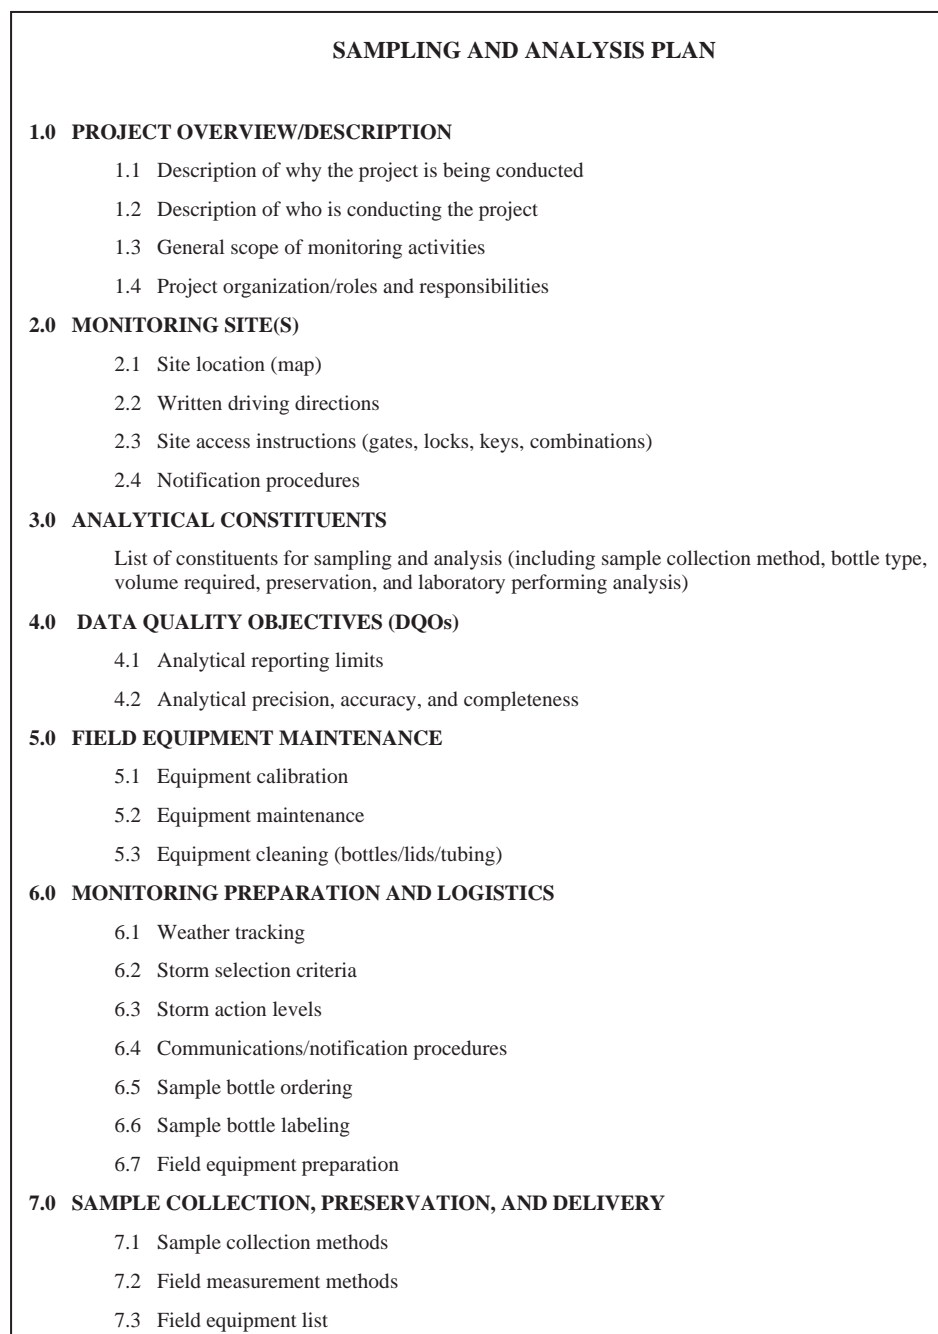 SAMPLING AND ANALYSIS PLAN
1.0 PROJECT OVERVIEW/DESCRIPTION
1.1 Description of why the project is being conducted
1.2 Description of who is conducting the project
1.3 General scope of monitoring activities
1.4 Project organization/roles and responsibilities
2.0 MONITORING SITE(S)
2.1 Site location (map)
2.2 Written driving directions
2.3 Site access instructions (gates, locks, keys, combinations)
2.4 Notification procedures
3.0 ANALYTICAL CONSTITUENTS
List of constituents for sampling and analysis (including sample collection method, bottle type,
volume required, preservation, and laboratory performing analysis)
4.0 DATA QUALITY OBJECTIVES (DQOs)
4.1 Analytical reporting limits
4.2 Analytical precision, accuracy, and completeness
5.0 FIELD EQUIPMENT MAINTENANCE
5.1 Equipment calibration
5.2 Equipment maintenance
5.3 Equipment cleaning (bottles/lids/tubing)
6.0 MONITORING PREPARATION AND LOGISTICS
6.1 Weather tracking
6.2 Storm selection criteria
6.3 Storm action levels
6.4 Communications/notification procedures
6.5 Sample bottle ordering
6.6 Sample bottle labeling
6.7 Field equipment preparation
7.0 SAMPLE COLLECTION, PRESERVATION, AND DELIVERY
7.1 Sample collection methods
7.2 Field measurement methods
7.3 Field equipment list